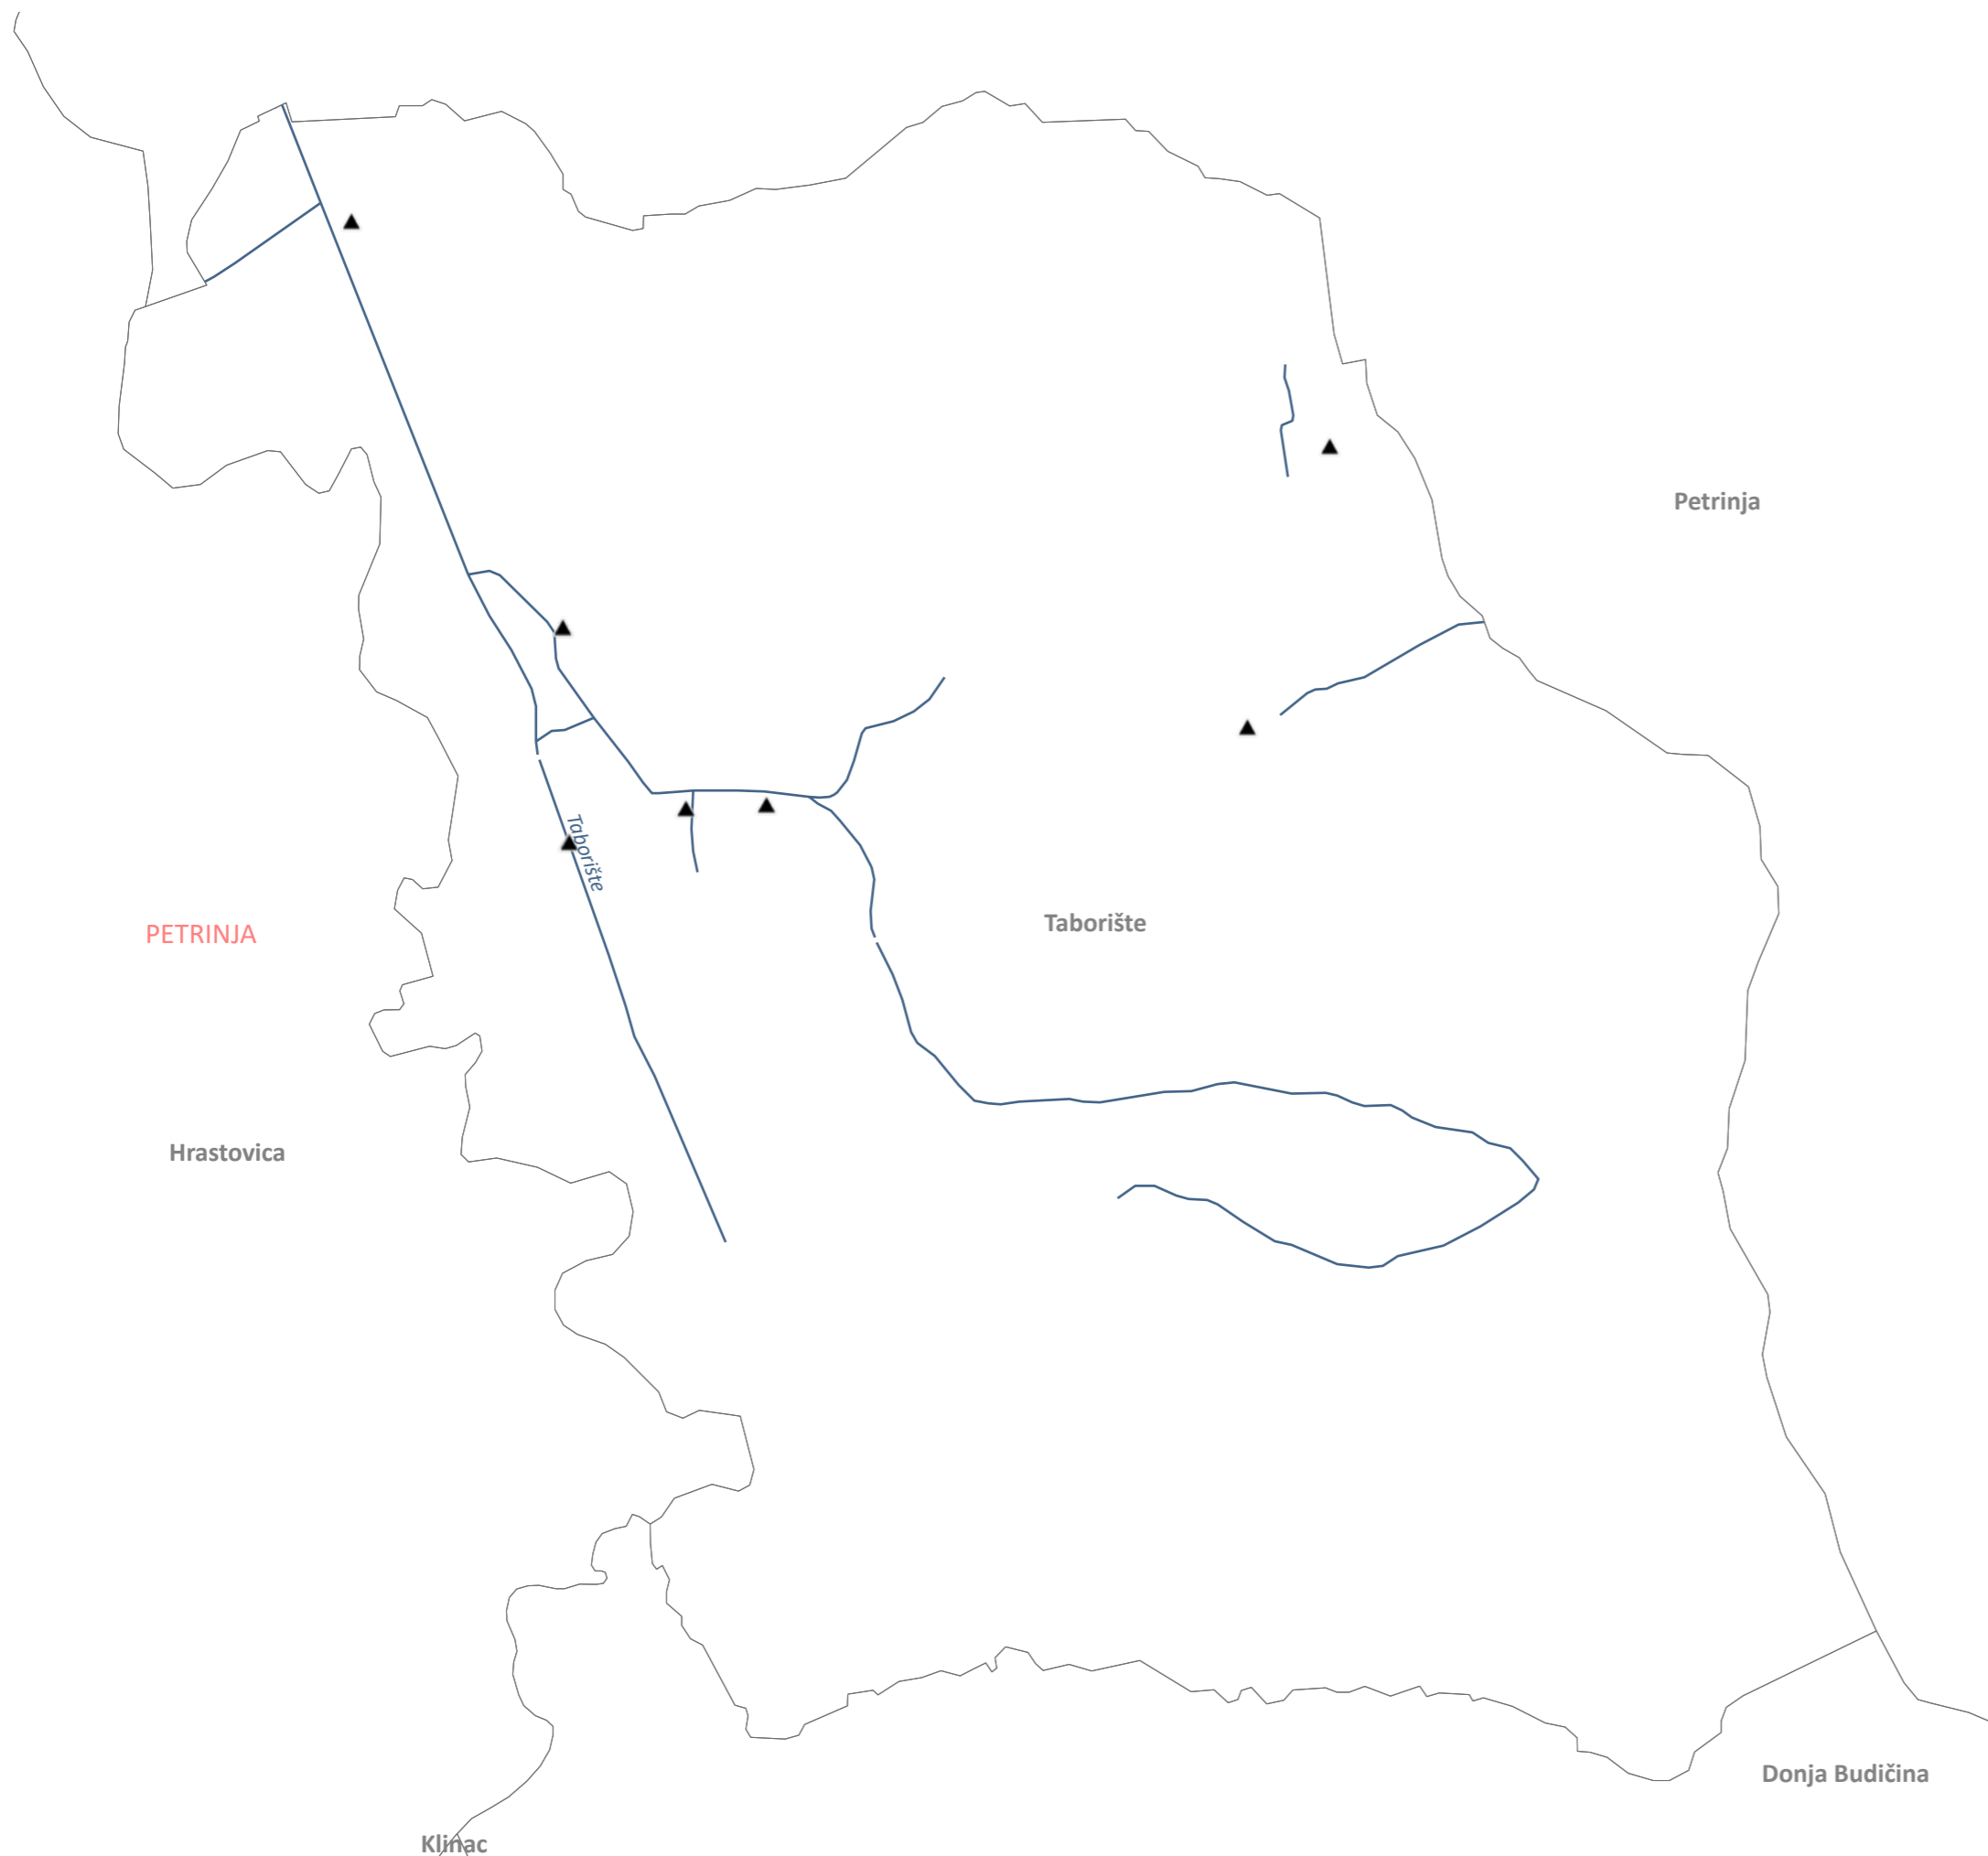 Petrinja
Taborište
Taborište
PETRINJA
Hrastovica
Donja Budičina
Klinac